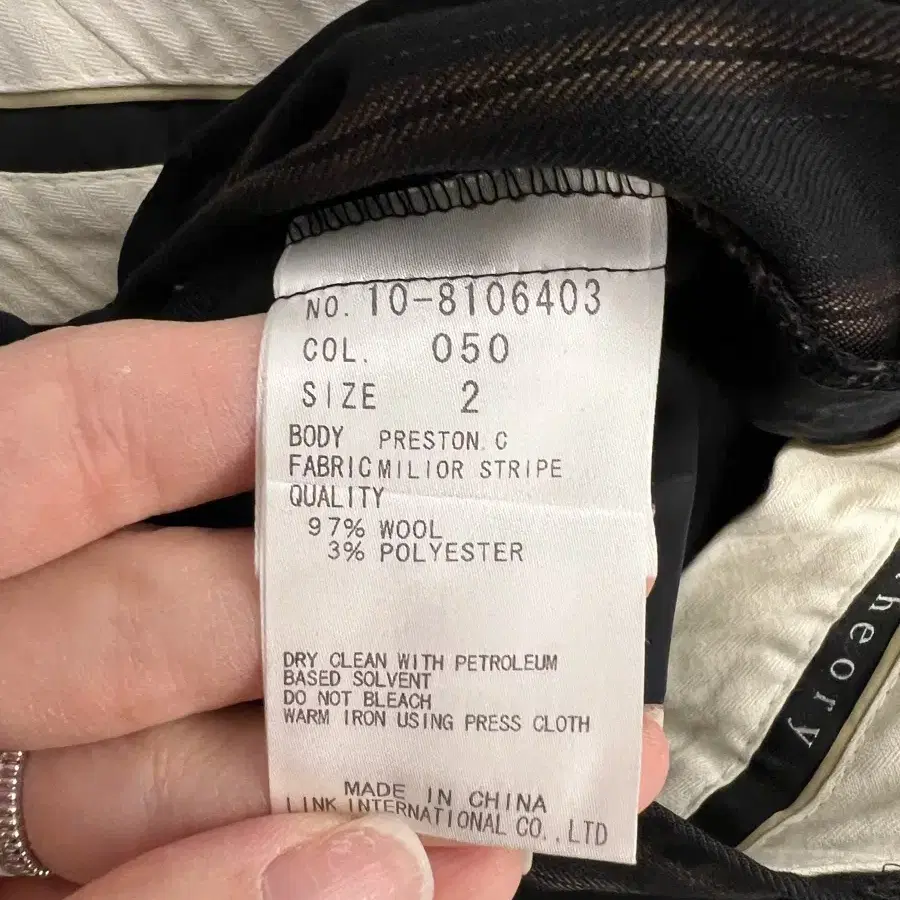 NO. 10-8106403
COL. 050
SIZE 2
BODY PRESTON C
FABRIC MILIOR STRIPE
QUALITY
97% WOOL
3% POLYESTER
DRY CLEAN WITH PETROLEUM
BASED SOLVENT
DO NOT BLEACH
WARM IRON USING PRESS CLOTH
MADE IN CHINA
LINK INTERNATIONAL CO., LTD
theory